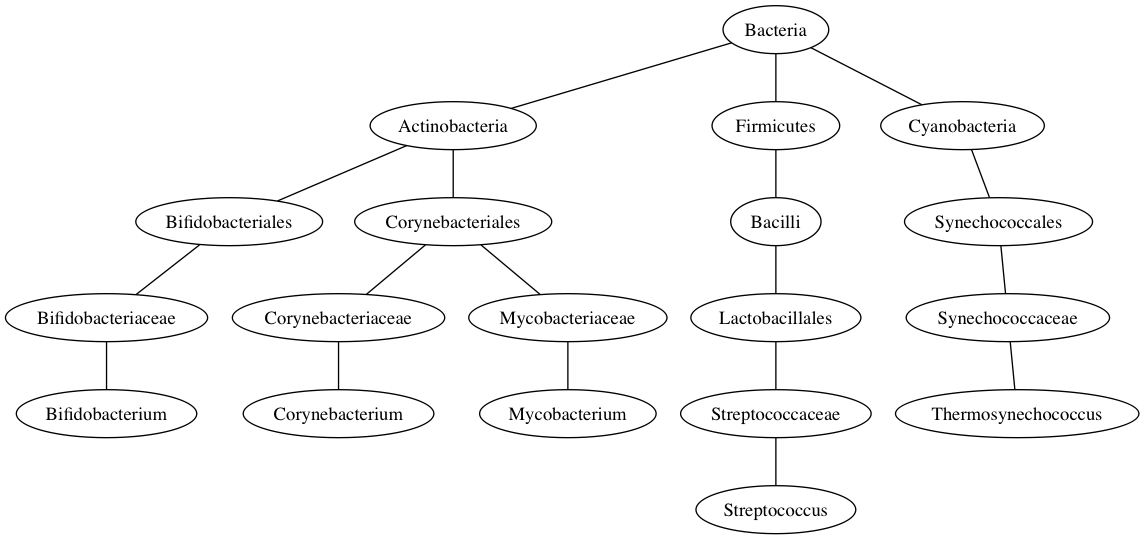 Bacteria
Actinobacteria
Firmicutes
Cyanobacteria
Bifidobacteriales
Corynebacteriales
Bacilli
Synechococcales
Bifidobacteriaceae
Corynebacteriaceae
Mycobacteriaceae
Lactobacillales
Synechococcaceae
Bifidobacterium
Corynebacterium
Mycobacterium
Streptococcaceae
Thermosynechococcus
Streptococcus